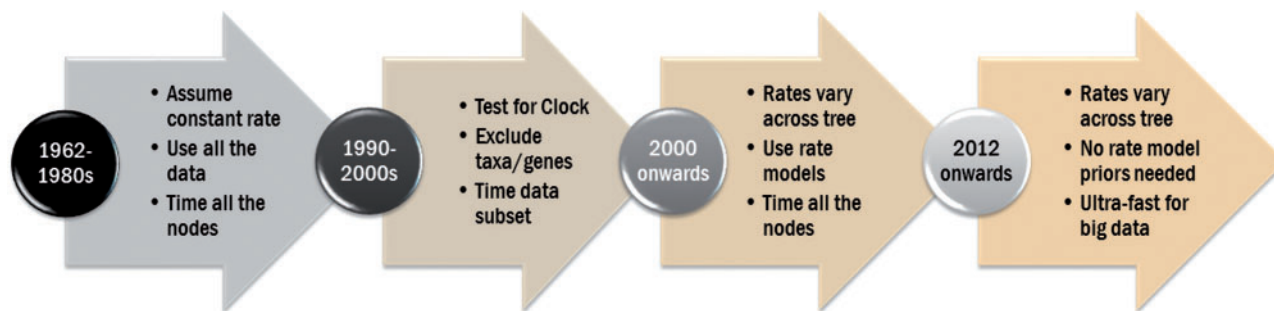 1962-
1980s
• Assume
constant rate
• Use all the
data
• Time all the
nodes
1990-
2000s
• Test for Clock
• Exclude
taxa/genes
• Time data
subset
2000
onwards
• Rates vary
across tree
• Use rate
models
• Time all the
nodes
2012
onwards
• Rates vary
across tree
• No rate model
priors needed
• Ultra-fast for
big data